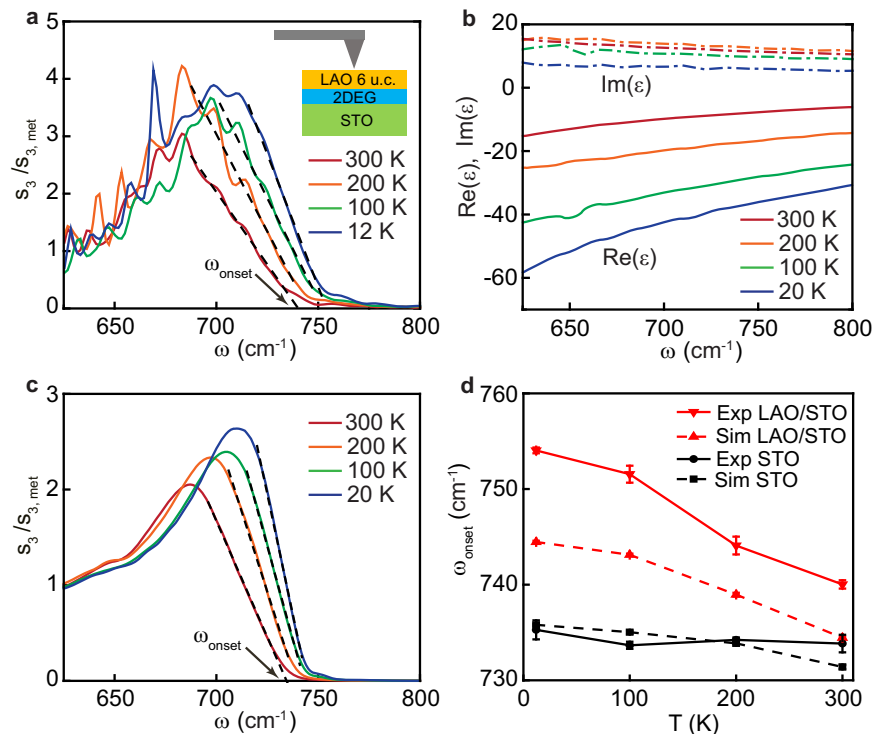 a
s₃/s₃, met
5
4
3
2
1
0
LAO 6 u.c.
2DEG
STO
300 K
200 K
100 K
12 K
ωonset
650
700
750
800
ω (cm⁻¹)
b
Re(ε), Im(ε)
20
0
-20
-40
-60
Im(ε)
Re(ε)
300 K
200 K
100 K
20 K
650
700
750
800
ω (cm⁻¹)
c
s₃/s₃, met
3
2
1
0
300 K
200 K
100 K
20 K
ωonset
650
700
750
800
ω (cm⁻¹)
d
ωonset (cm⁻¹)
760
750
740
730
Exp LAO/STO
Sim LAO/STO
Exp STO
Sim STO
0
100
200
300
T (K)